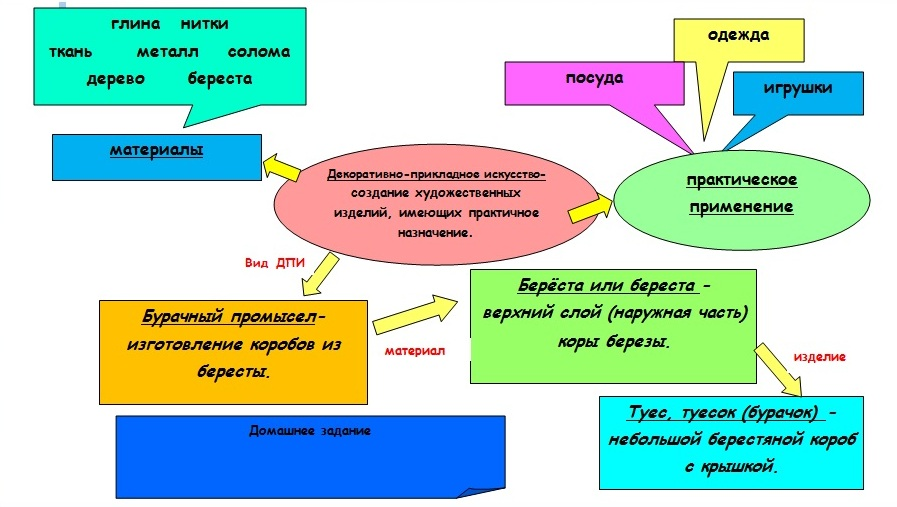 глина нитки
ткань металл солома
дерево береста
материалы
одежда
посуда
игрушки
практическое
применение
Декоративно-прикладное искусство-
создание художественных
изделий, имеющих практичное
назначение.
Вид ДПИ
Бурачный промысел-
изготовление коробов из
бересты.
материал
Берёста или береста -
верхний слой (наружная часть)
коры березы.
изделие
Туес, туесок (бурачок) -
небольшой берестяной короб
с крышкой.
Домашнее задание